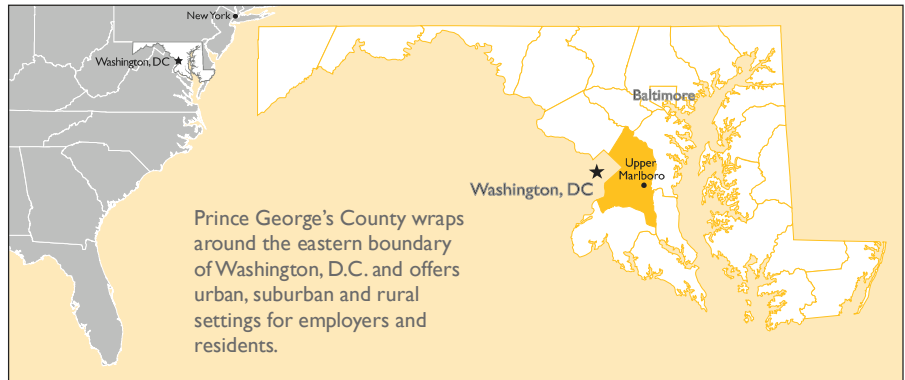 New York
Washington, DC
Baltimore
Upper
Marlboro
Washington, DC
Prince George's County wraps
around the eastern boundary
of Washington, D.C. and offers
urban, suburban and rural
settings for employers and
residents.